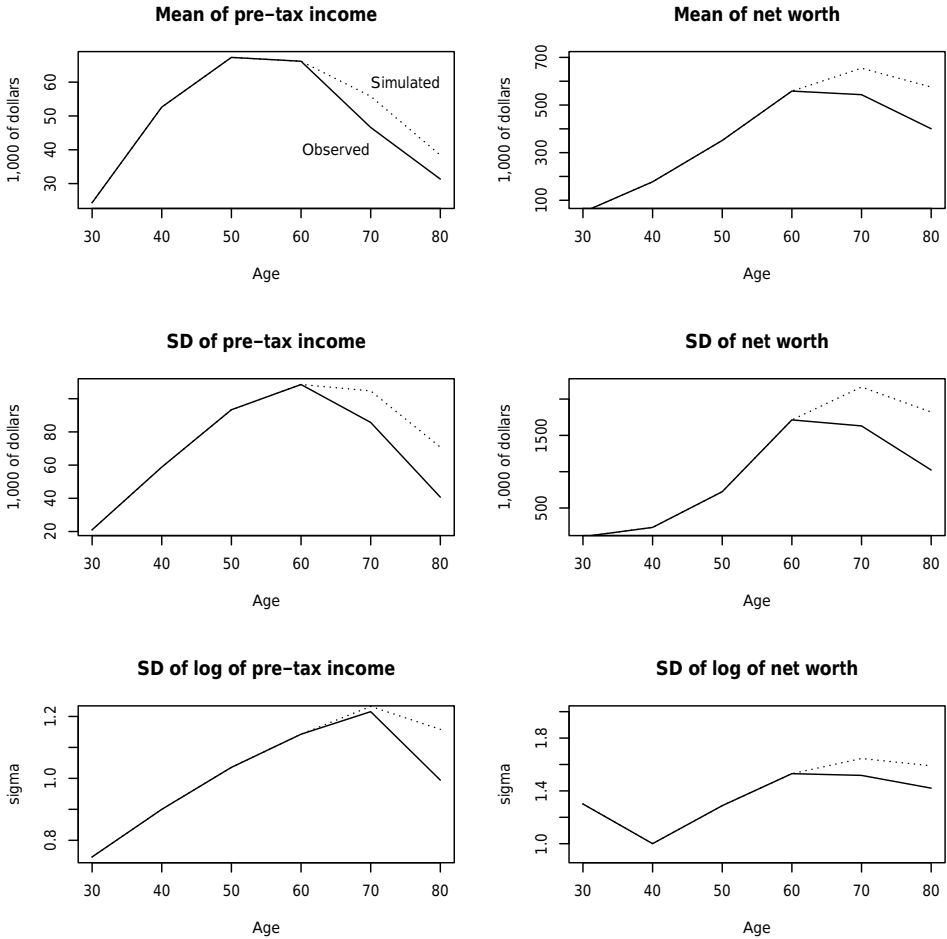 Mean of pre−tax income
1,000 of dollars
30 40 50 60
Simulated
Observed
30 40 50 60 70 80
Age
Mean of net worth
1,000 of dollars
100 300 500 700
30 40 50 60 70 80
Age
SD of pre−tax income
1,000 of dollars
20 40 60 80
30 40 50 60 70 80
Age
SD of net worth
1,000 of dollars
500 1500
30 40 50 60 70 80
Age
SD of log of pre−tax income
sigma
0.8 1.0 1.2
30 40 50 60 70 80
Age
SD of log of net worth
sigma
1.0 1.4 1.8
30 40 50 60 70 80
Age